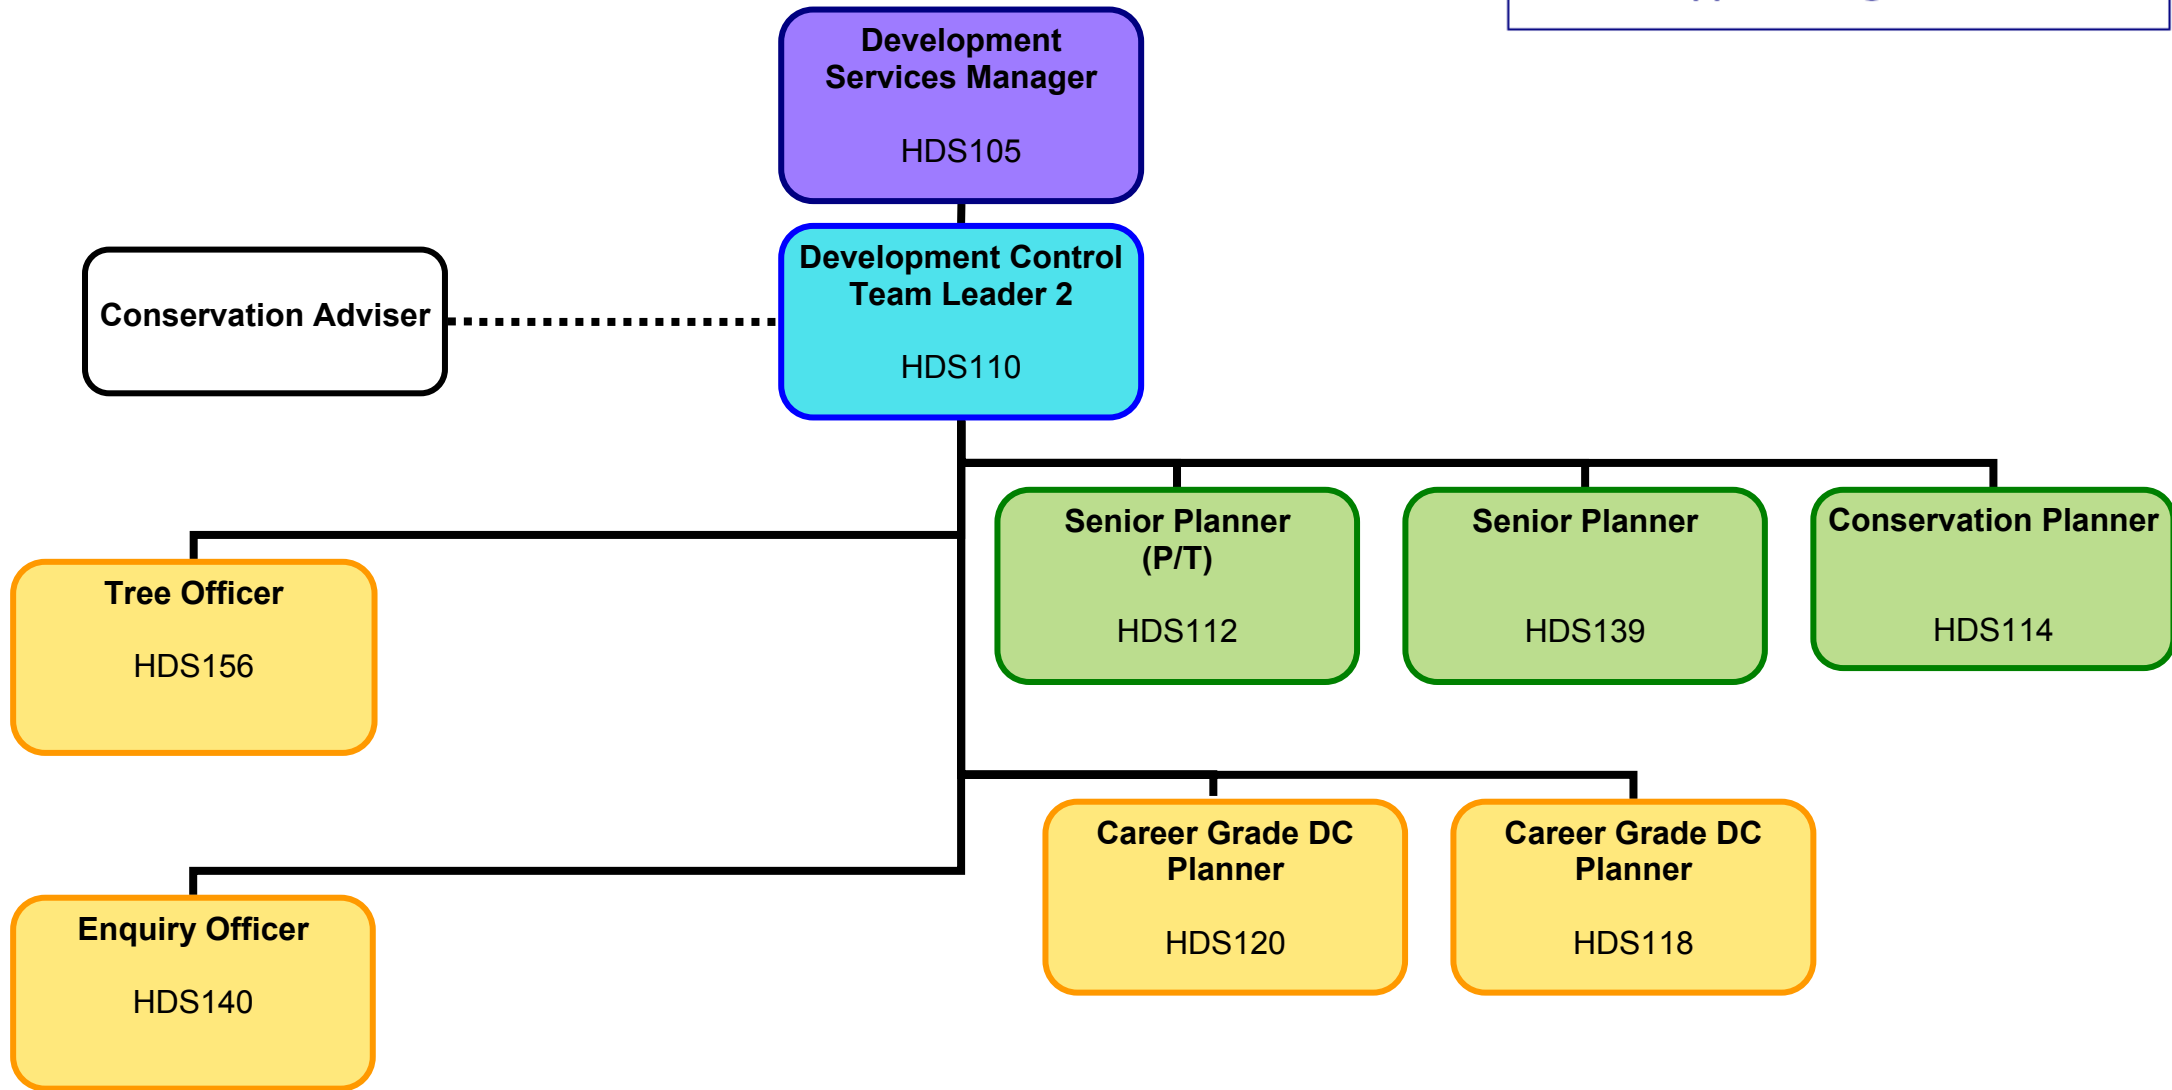 Development
Services Manager
HDS105
Conservation Adviser
Development Control
Team Leader 2
HDS110
Senior Planner
(P/T)
HDS112
Senior Planner
HDS139
Conservation Planner
HDS114
Tree Officer
HDS156
Career Grade DC
Planner
HDS120
Career Grade DC
Planner
HDS118
Enquiry Officer
HDS140